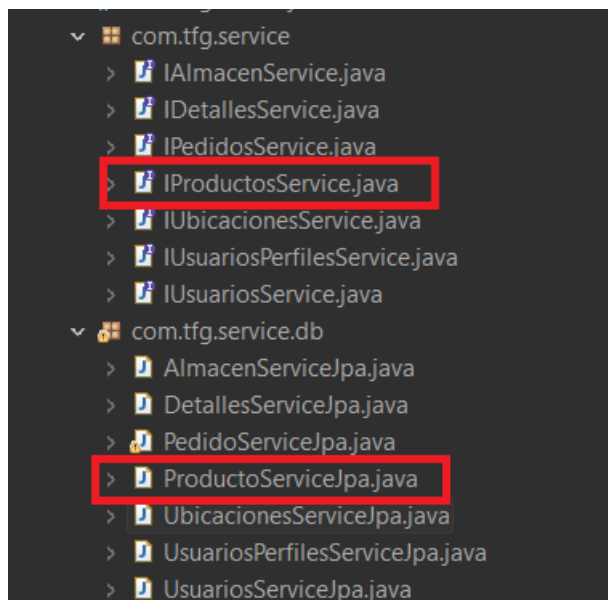 com.tfg.service
IAlmacenService.java
IDetallesService.java
IPedidosService.java
IProductosService.java
IUbicacionesService.java
IUsuariosPerfilesService.java
IUsuariosService.java
com.tfg.service.db
AlmacenServiceJpa.java
DetallesServiceJpa.java
PedidoServiceJpa.java
ProductoServiceJpa.java
UbicacionesServiceJpa.java
UsuariosPerfilesServiceJpa.java
UsuariosServiceJpa.java